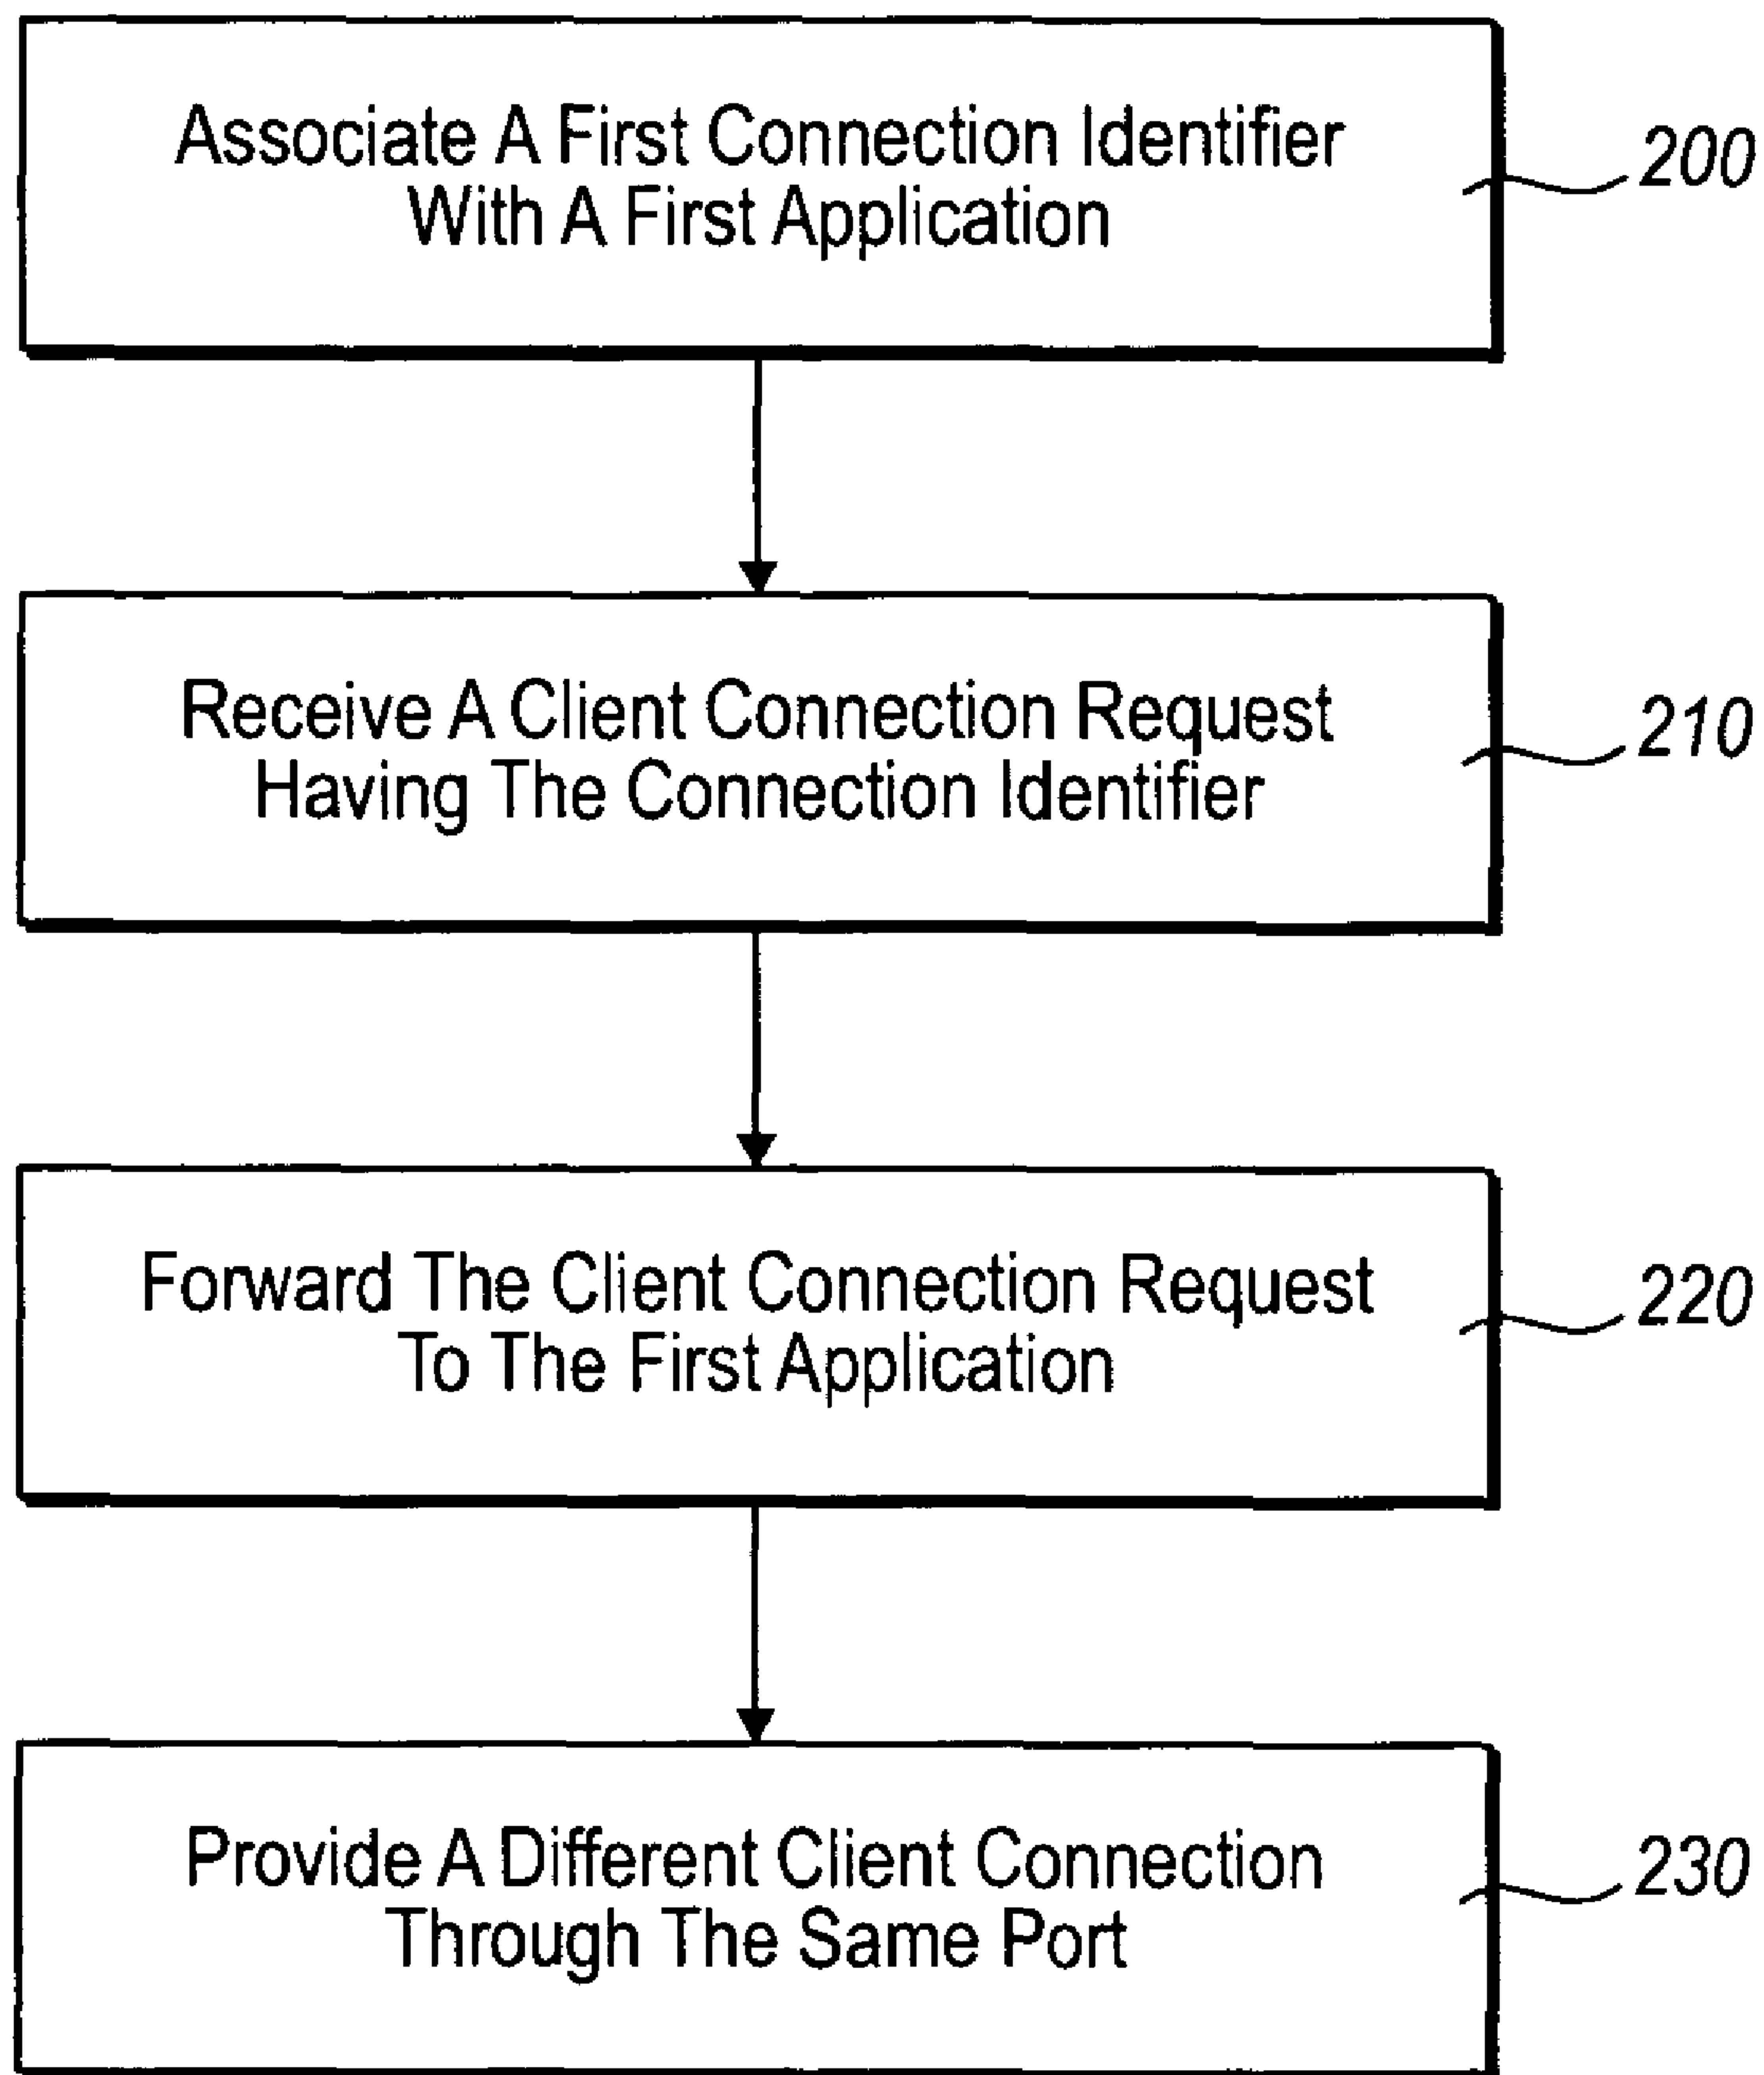 Associate A First Connection Identifier
With A First Application
200
Receive A Client Connection Request
Having The Connection Identifier
210
Forward The Client Connection Request
To The First Application
220
Provide A Different Client Connection
Through The Same Port
230